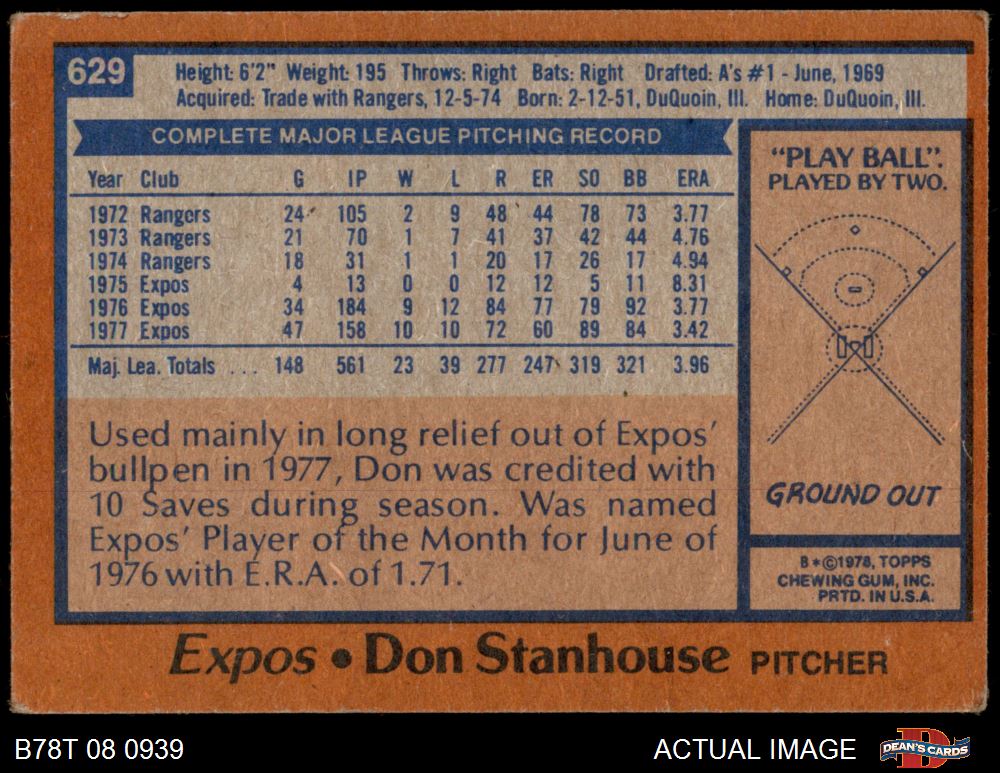 629
Height: 6'2" Weight: 195 Throws: Right Bats: Right Drafted: A's #1 - June, 1969
Acquired: Trade with Rangers, 12-5-74 Born: 2-12-51, DuQuoin, Ill. Home: DuQuoin, Ill.
COMPLETE MAJOR LEAGUE PITCHING RECORD
Year Club G IP W L R ER SO BB ERA
1972 Rangers 24 105 2 9 48 44 78 73 3.77
1973 Rangers 21 70 1 7 41 37 42 44 4.76
1974 Rangers 18 31 1 1 20 17 26 17 4.94
1975 Expos 4 13 0 0 12 12 5 11 8.31
1976 Expos 34 184 9 12 84 77 79 92 3.77
1977 Expos 47 158 10 10 72 60 89 84 3.42
Maj. Lea. Totals ... 148 561 23 39 277 247 319 321 3.96
Used mainly in long relief out of Expos'
bullpen in 1977, Don was credited with
10 Saves during season. Was named
Expos' Player of the Month for June of
1976 with E.R.A. of 1.71.
"PLAY BALL".
PLAYED BY TWO.
GROUND OUT
B*©1978, TOPPS
CHEWING GUM, INC.
PRTD. IN U.S.A.
Expos • Don Stanhouse PITCHER
B78T 08 0939 ACTUAL IMAGE DEAN'S CARDS